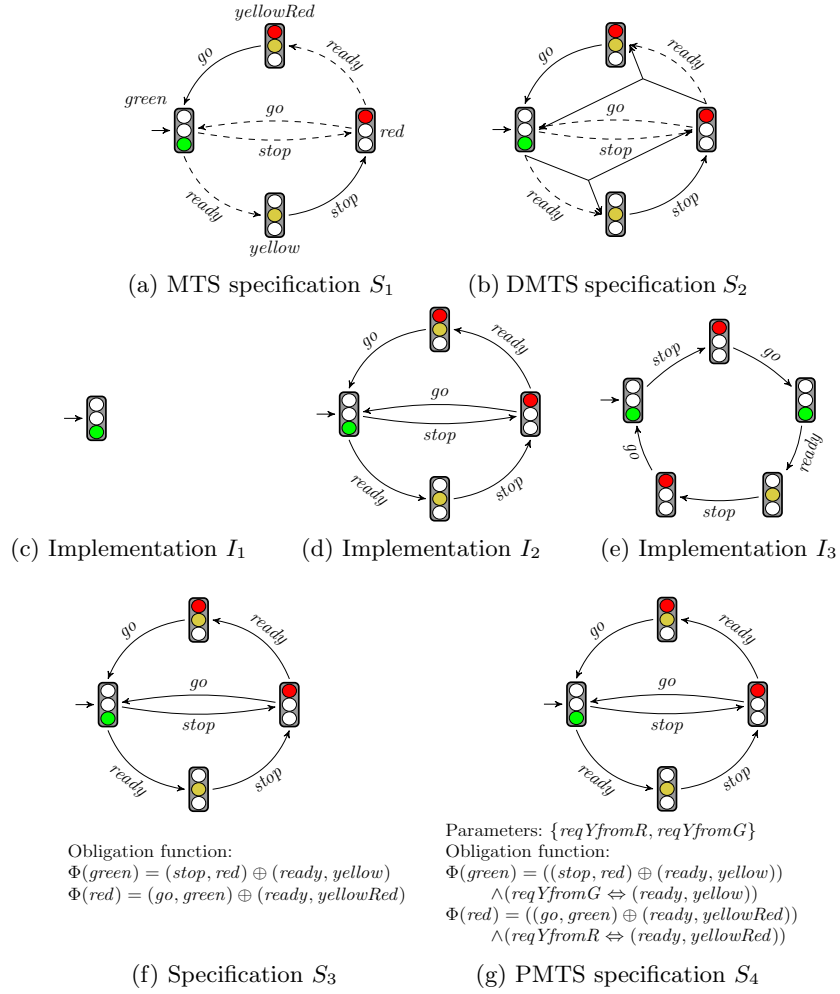 yellowRed
go
ready
green
go
red
stop
ready
stop
yellow
(a) MTS specification S₁
go
ready
go
stop
ready
stop
(b) DMTS specification S₂
(c) Implementation I₁
go
ready
go
stop
ready
stop
(d) Implementation I₂
stop
go
ready
go
stop
(e) Implementation I₃
go
ready
go
stop
ready
stop
Obligation function:
Φ(green) = (stop, red) ⊕ (ready, yellow)
Φ(red) = (go, green) ⊕ (ready, yellowRed)
(f) Specification S₃
go
ready
go
stop
ready
stop
Parameters: {reqYfromR, reqYfromG}
Obligation function:
Φ(green) = ((stop, red) ⊕ (ready, yellow))
∧(reqYfromG ⇔ (ready, yellow))
Φ(red) = ((go, green) ⊕ (ready, yellowRed))
∧(reqYfromR ⇔ (ready, yellowRed))
(g) PMTS specification S₄